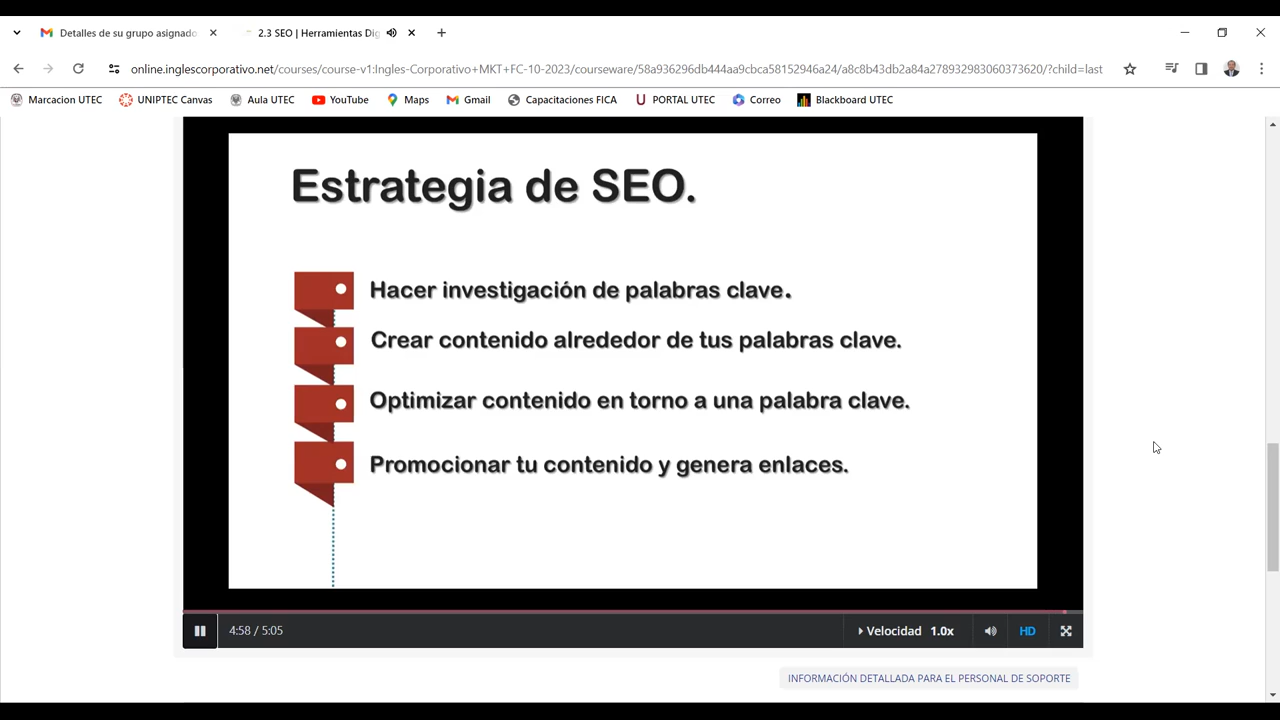 Detalles de su grupo asignado
2.3 SEO | Herramientas Dig
online.inglescorporativo.net/courses/course-v1:Ingles-Corporativo+MKT+FC-10-2023/courseware/58a936296db444aa9cbca58152946a24/a8c8b43db2a84a278932983060373620/?child=last
Marcacion UTEC UNIPTEC Canvas Aula UTEC YouTube Maps Gmail Capacitaciones FICA PORTAL UTEC Correo Blackboard UTEC
Estrategia de SEO.
Hacer investigación de palabras clave.
Crear contenido alrededor de tus palabras clave.
Optimizar contenido en torno a una palabra clave.
Promocionar tu contenido y genera enlaces.
4:58 / 5:05 Velocidad 1.0x HD
INFORMACIÓN DETALLADA PARA EL PERSONAL DE SOPORTE